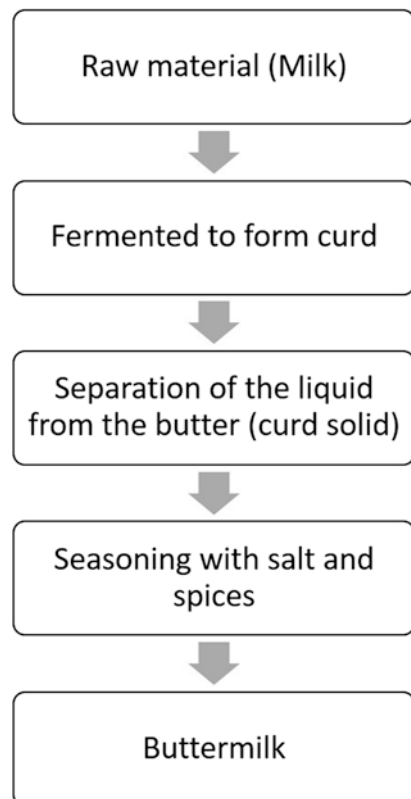 Raw material (Milk)
Fermented to form curd
Separation of the liquid
from the butter (curd solid)
Seasoning with salt and
spices
Buttermilk